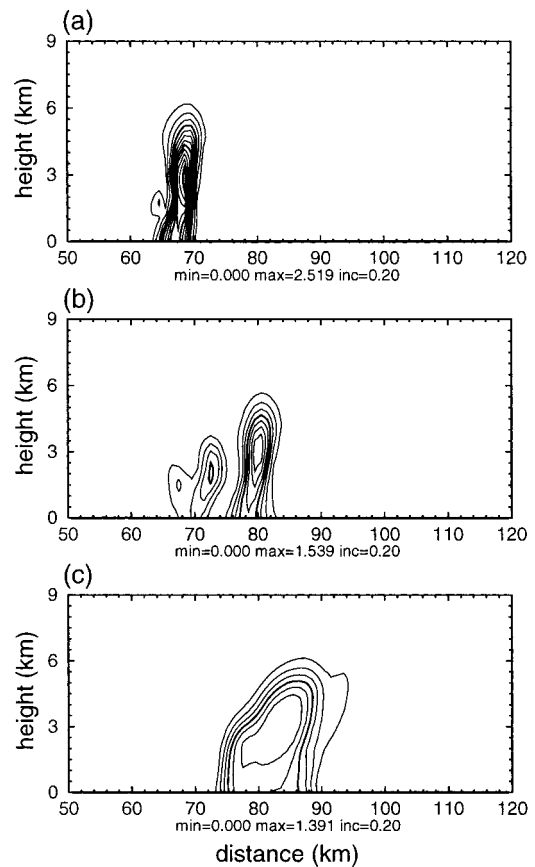 (a)
9
6
3
0
height (km)
50 60 70 80 90 100 110 120
min=0.000 max=2.519 inc=0.20
(b)
9
6
3
0
height (km)
50 60 70 80 90 100 110 120
min=0.000 max=1.539 inc=0.20
(c)
9
6
3
0
height (km)
50 60 70 80 90 100 110 120
min=0.000 max=1.391 inc=0.20
distance (km)